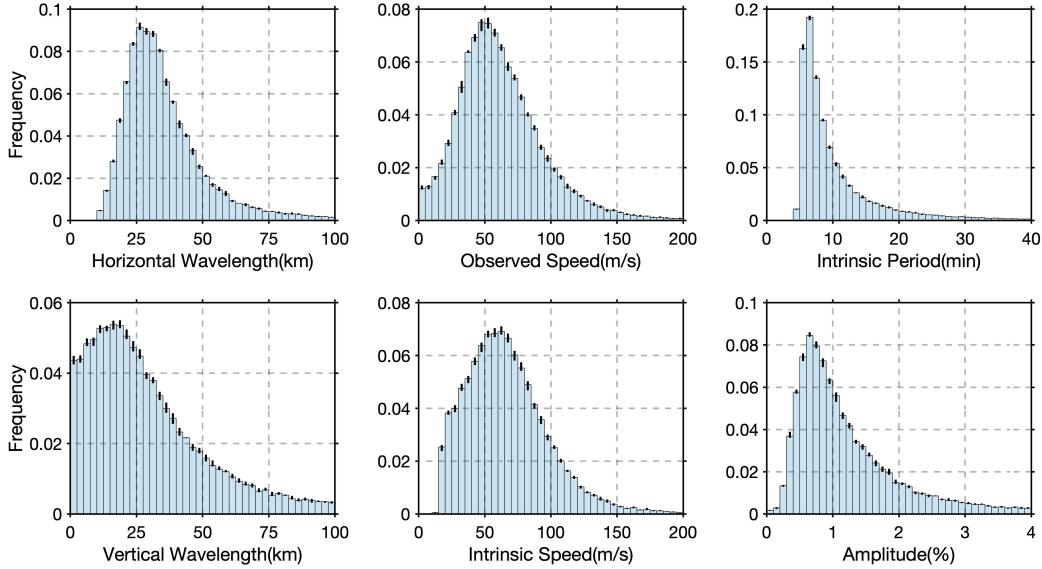 0.1
0.08
0.06
0.04
0.02
0
Frequency
0 25 50 75 100
Horizontal Wavelength(km)
0.08
0.06
0.04
0.02
0
0 50 100 150 200
Observed Speed(m/s)
0.2
0.15
0.1
0.05
0
0 10 20 30 40
Intrinsic Period(min)
0.06
0.04
0.02
0
Frequency
0 25 50 75 100
Vertical Wavelength(km)
0.08
0.06
0.04
0.02
0
0 50 100 150 200
Intrinsic Speed(m/s)
0.1
0.08
0.06
0.04
0.02
0
0 1 2 3 4
Amplitude(%)